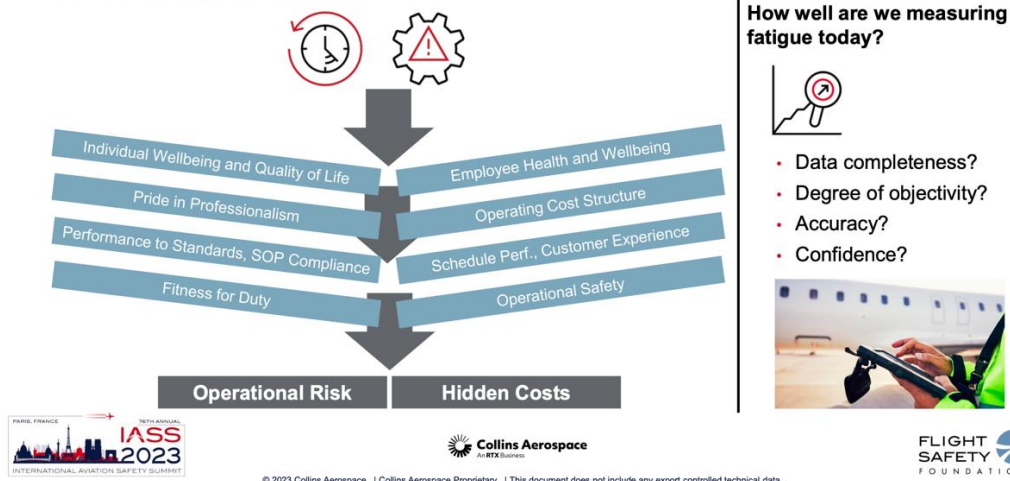 How well are we measuring
fatigue today?
Individual Wellbeing and Quality of Life
Employee Health and Wellbeing
Pride in Professionalism
Operating Cost Structure
Performance to Standards, SOP Compliance
Schedule Perf., Customer Experience
Fitness for Duty
Operational Safety
• Data completeness?
• Degree of objectivity?
• Accuracy?
• Confidence?
Operational Risk
Hidden Costs
PARIS, FRANCE
76TH ANNUAL
IASS
2023
INTERNATIONAL AVIATION SAFETY SUMMIT
Collins Aerospace
An RTX Business
FLIGHT
SAFETY
FOUNDATIO
© 2023 Collins Aerospace. | Collins Aerospace Proprietary. | This document does not include any export controlled technical data.